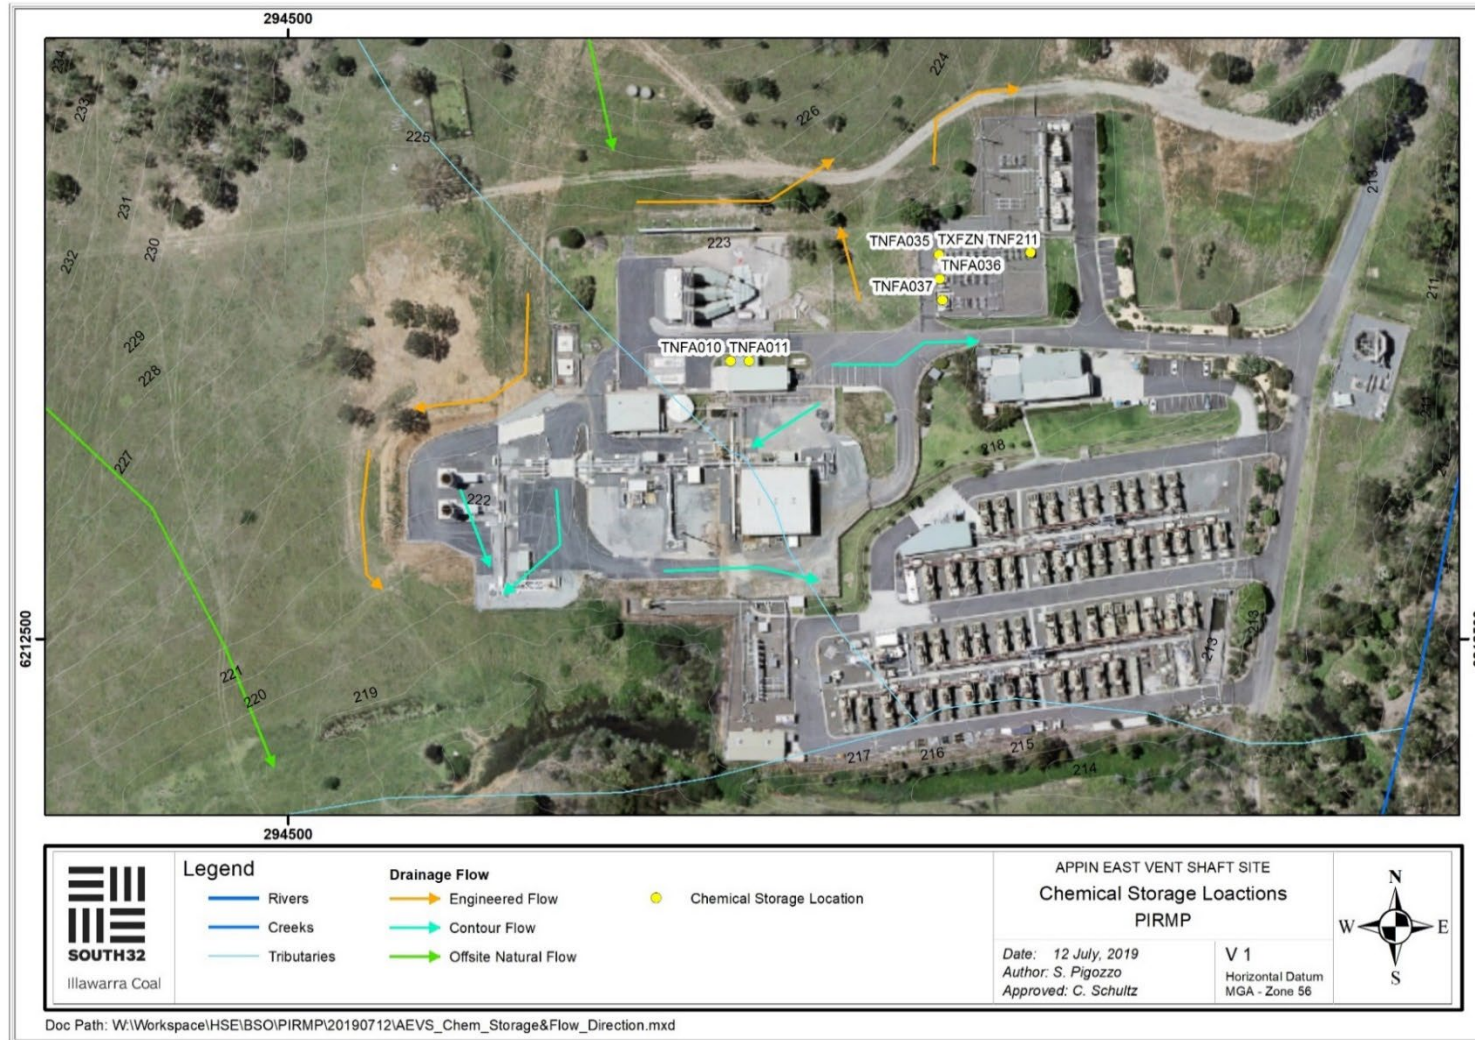 294500
234
233
224
226
225
213
231
232
230
223
TNFA035 TXFZN TNF211
TNFA036
TNFA037
211
229
228
TNFA010 TNFA011
211
227
218
222
6212500
213
213
221
220
219
217
216
215
214
294500
SOUTH32
Illawarra Coal
Legend
Rivers
Creeks
Tributaries
Drainage Flow
Engineered Flow
Contour Flow
Offsite Natural Flow
Chemical Storage Location
APPIN EAST VENT SHAFT SITE
Chemical Storage Loactions
PIRMP
Date: 12 July, 2019
Author: S. Pigozzo
Approved: C. Schultz
V 1
Horizontal Datum
MGA - Zone 56
N
W E
S
Doc Path: W:\Workspace\HSE\BSO\PIRMP\20190712\AEVS_Chem_Storage&Flow_Direction.mxd